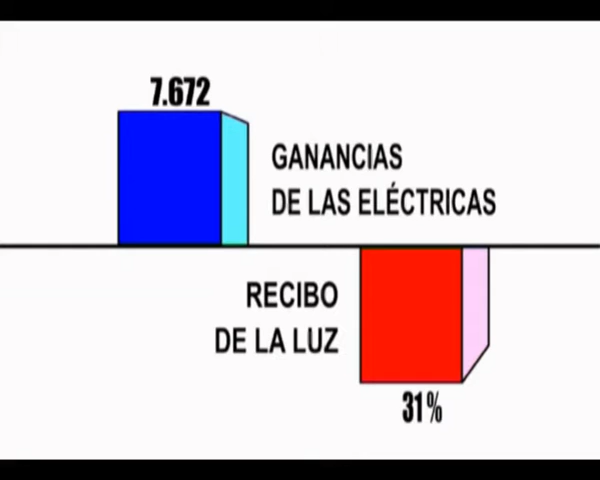 7.672
GANANCIAS
DE LAS ELÉCTRICAS
RECIBO
DE LA LUZ
31%